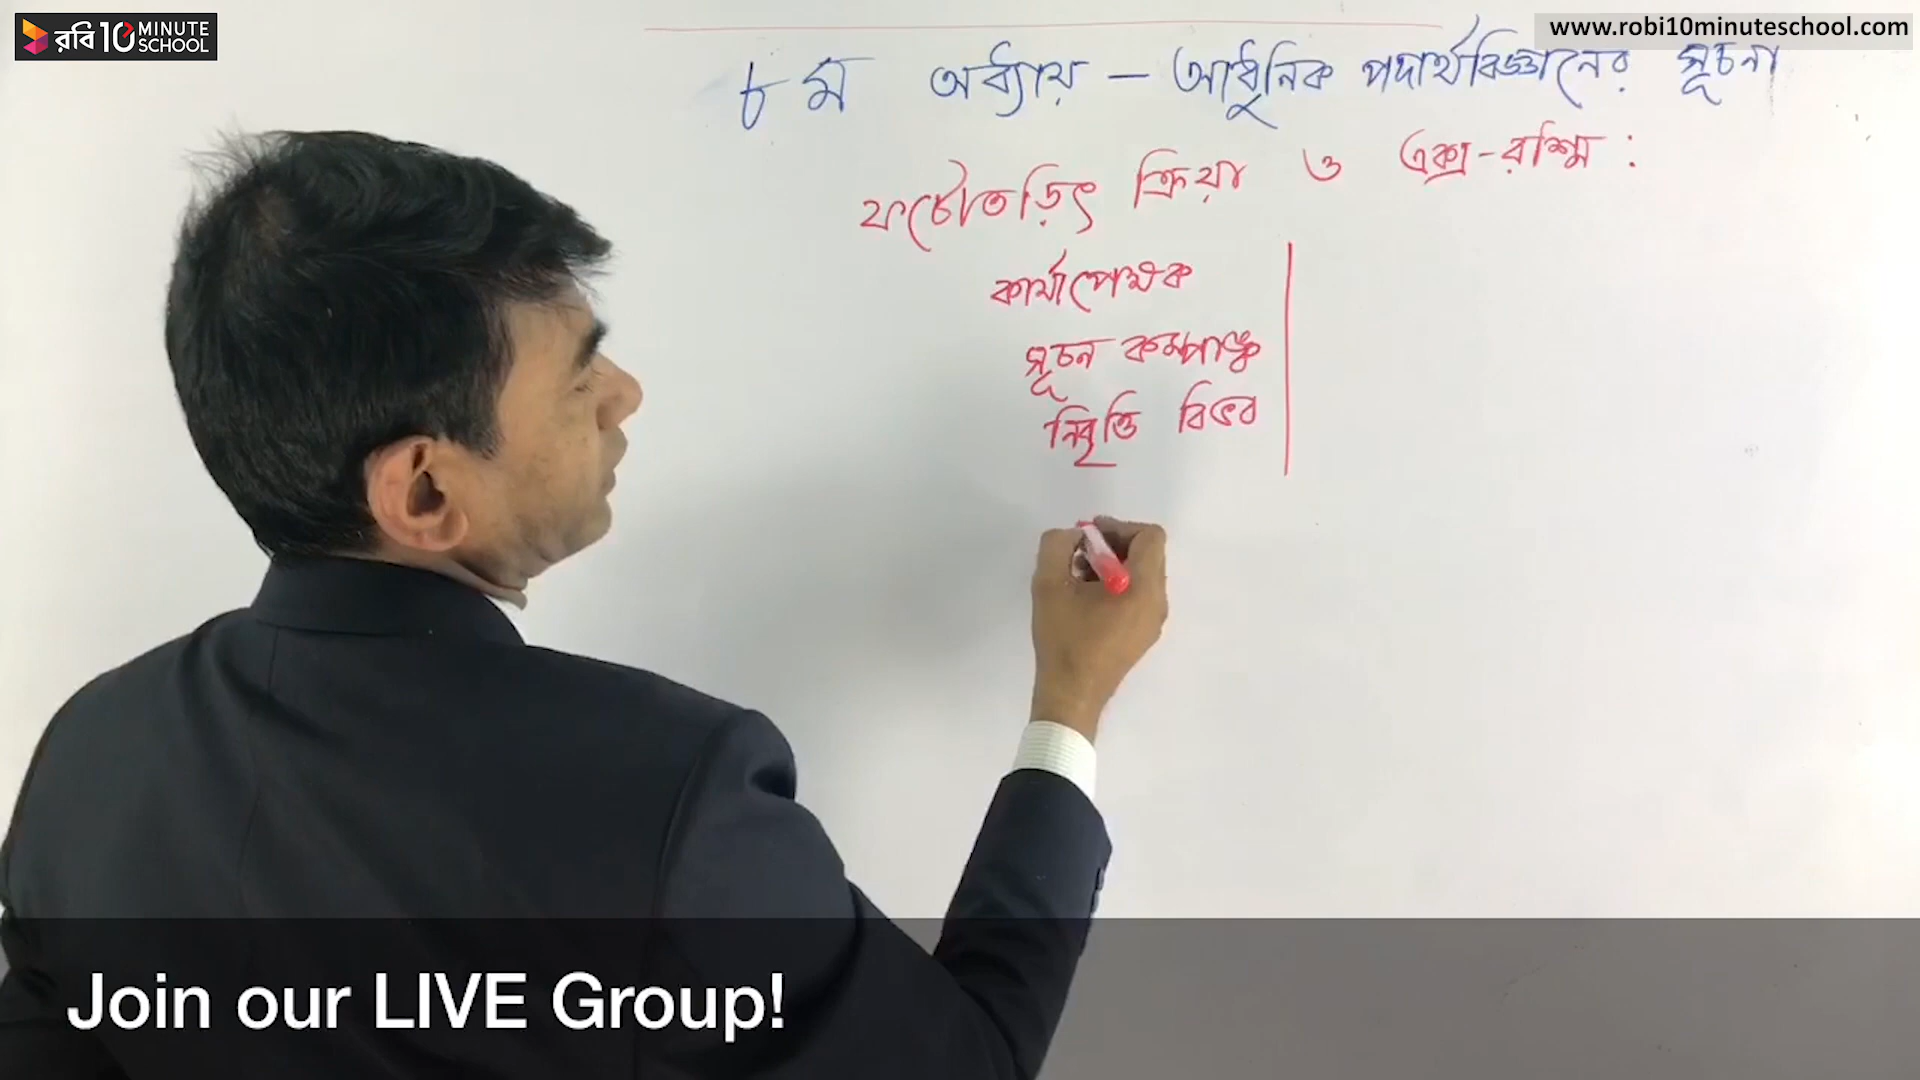 রবি 10 MINUTE SCHOOL
www.robi10minuteschool.com
৮ম অধ্যায় – আধুনিক পদার্থবিজ্ঞানের সূচনা
ফটোতড়িৎ ক্রিয়া ও এক্স-রশ্মি :
কার্যাপেক্ষক
সূচন কম্পাঙ্ক
নিবৃত্তি বিভব
Join our LIVE Group!